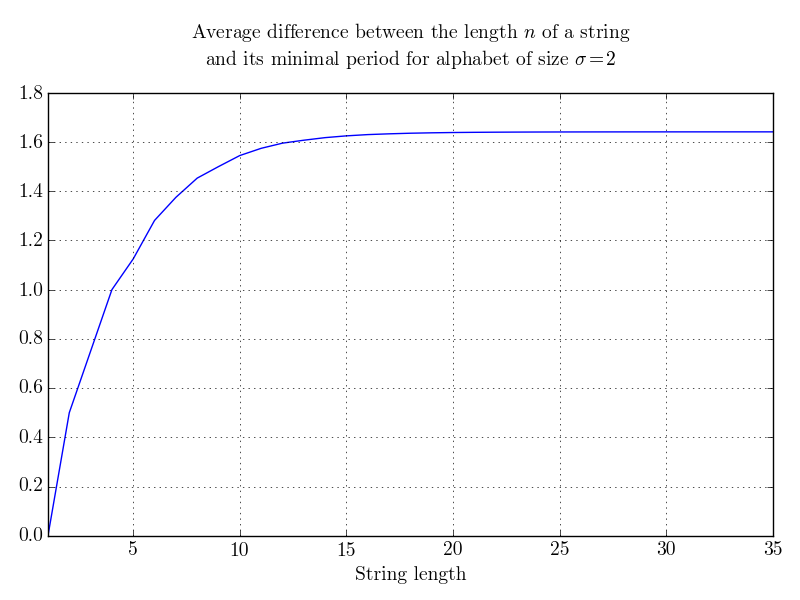 Average difference between the length n of a string
and its minimal period for alphabet of size σ=2
1.8
1.6
1.4
1.2
1.0
0.8
0.6
0.4
0.2
0.0
5 10 15 20 25 30 35
String length